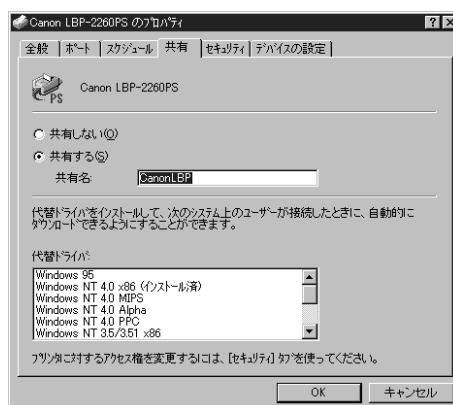 Canon LBP-2260PS のプロパティ
全般 ポート スケジュール 共有 セキュリティ デバイスの設定
PS Canon LBP-2260PS
共有しない(O)
共有する(S)
共有名: CanonLBP
代替ドライバをインストールして、次のシステム上のユーザーが接続したときに、自動的に
ダウンロードできるようにすることができます。
代替ドライバ:
Windows 95
Windows NT 4.0 x86 (インストール済)
Windows NT 4.0 MIPS
Windows NT 4.0 Alpha
Windows NT 4.0 PPC
Windows NT 3.5/3.51 x86
プリンタに対するアクセス権を変更するには、[セキュリティ] タブを使ってください。
OK キャンセル